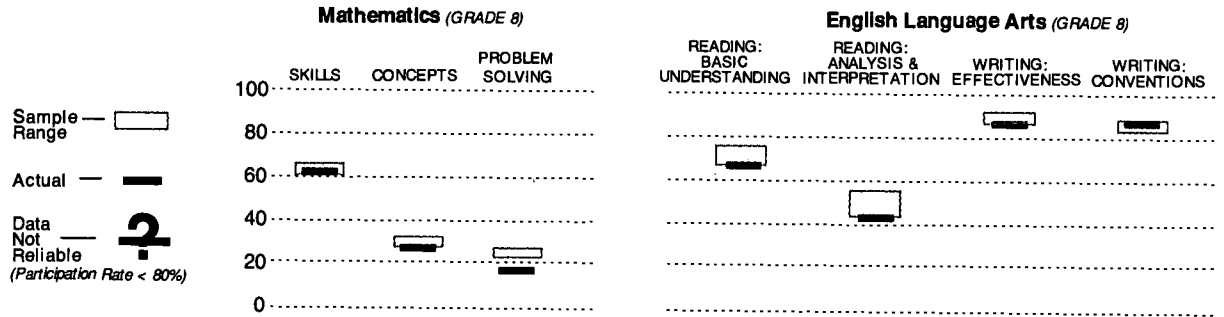 Mathematics (GRADE 8)
SKILLS
CONCEPTS
PROBLEM
SOLVING
100
80
60
40
20
0
English Language Arts (GRADE 8)
READING:
BASIC
UNDERSTANDING
READING:
ANALYSIS &
INTERPRETATION
WRITING:
EFFECTIVENESS
WRITING:
CONVENTIONS
Sample
Range
Actual
Data
Not
Reliable
?
(Participation Rate < 80%)